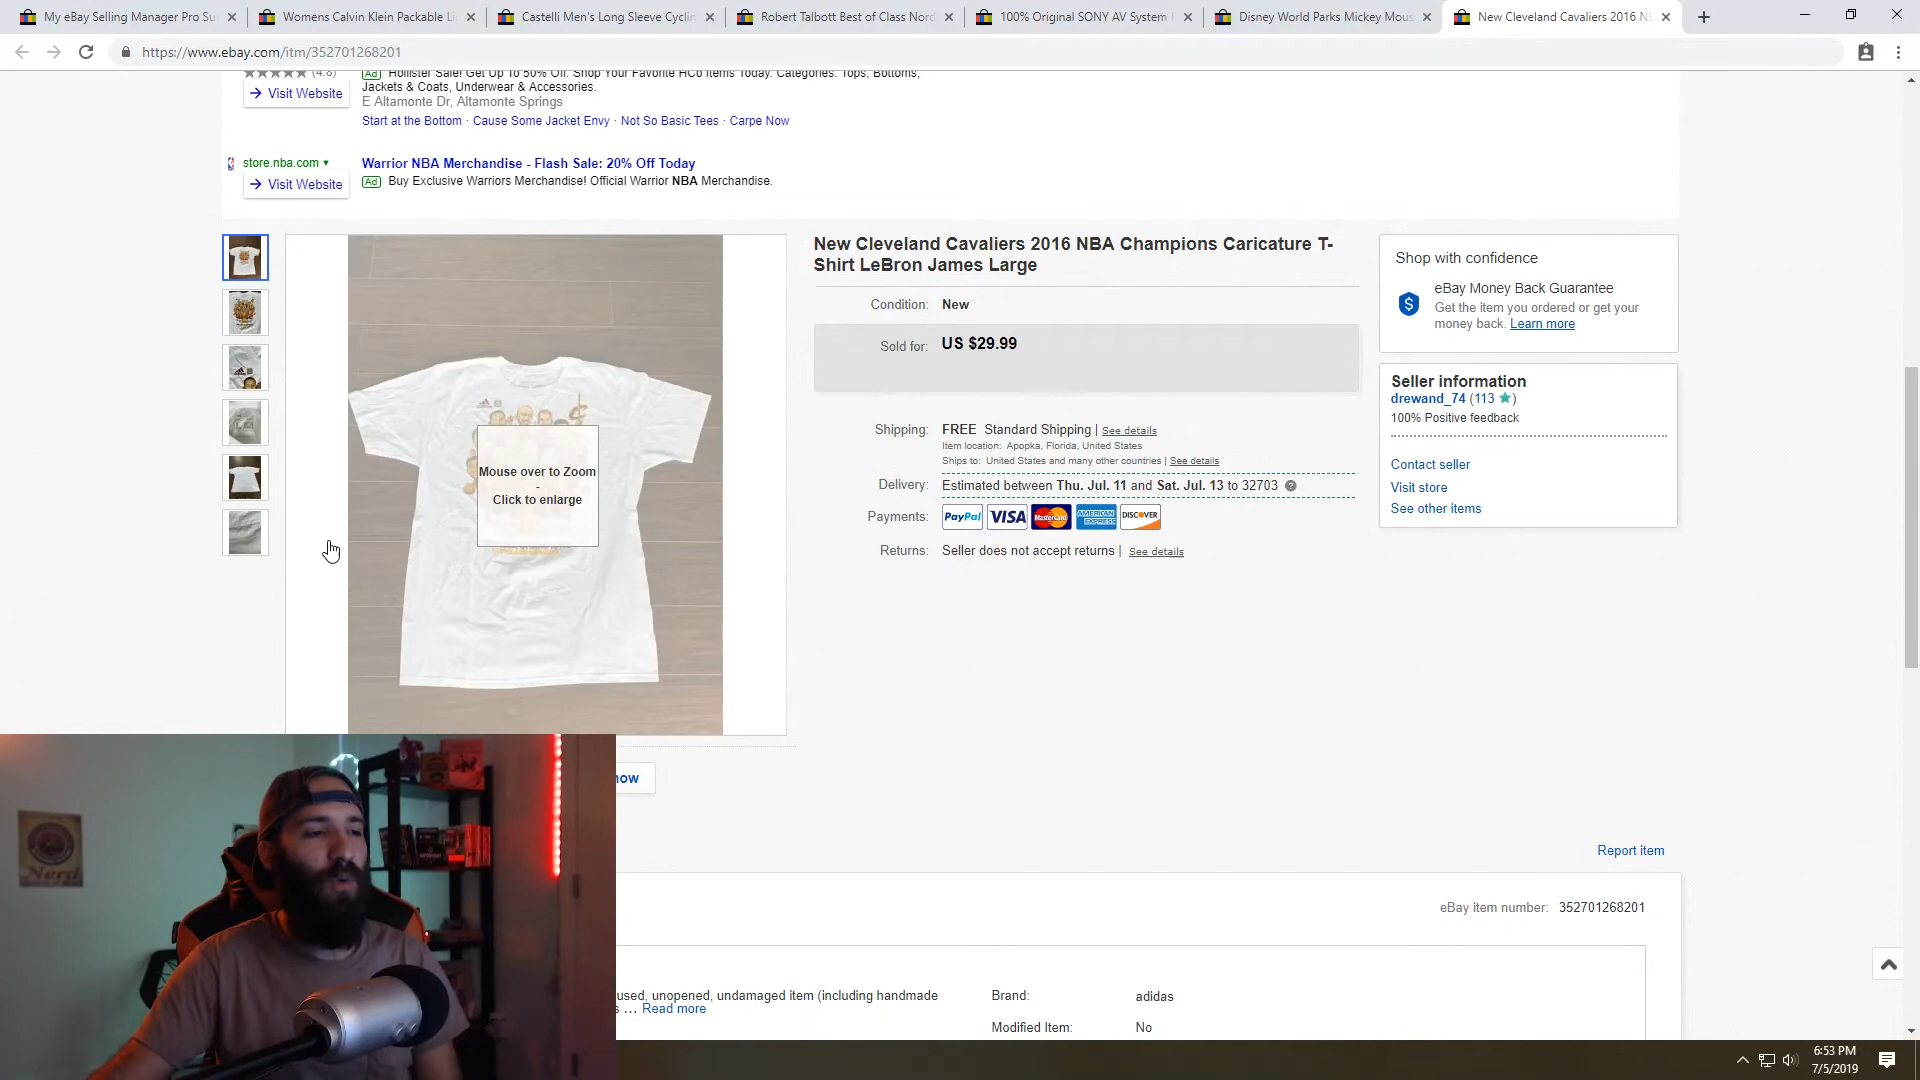 My eBay Selling Manager Pro Su
Womens Calvin Klein Packable Li
Castelli Men's Long Sleeve Cyclin
Robert Talbott Best of Class Nord
100% Original SONY AV System
Disney World Parks Mickey Mous
New Cleveland Cavaliers 2016 N
https://www.ebay.com/itm/352701268201
(4.8)
Ad Hollister Sale! Get Up To 50% Off. Shop Your Favorite HCo Items Today. Categories: Tops, Bottoms,
Visit Website
Jackets & Coats, Underwear & Accessories.
E Altamonte Dr, Altamonte Springs
Start at the Bottom · Cause Some Jacket Envy · Not So Basic Tees · Carpe Now
store.nba.com
Warrior NBA Merchandise - Flash Sale: 20% Off Today
Visit Website
Ad Buy Exclusive Warriors Merchandise! Official Warrior NBA Merchandise.
Mouse over to Zoom
-
Click to enlarge
New Cleveland Cavaliers 2016 NBA Champions Caricature T-
Shirt LeBron James Large
Condition: New
Sold for: US $29.99
Shipping: FREE Standard Shipping | See details
Item location: Apopka, Florida, United States
Ships to: United States and many other countries | See details
Delivery: Estimated between Thu. Jul. 11 and Sat. Jul. 13 to 32703
Payments: PayPal VISA MasterCard AMERICAN EXPRESS DISCOVER
Returns: Seller does not accept returns | See details
Shop with confidence
eBay Money Back Guarantee
Get the item you ordered or get your
money back. Learn more
Seller information
drewand_74 (113)
100% Positive feedback
Contact seller
Visit store
See other items
now
Report item
eBay item number: 352701268201
used, unopened, undamaged item (including handmade
s ... Read more
Brand: adidas
Modified Item: No
Nerd
6:53 PM
7/5/2019